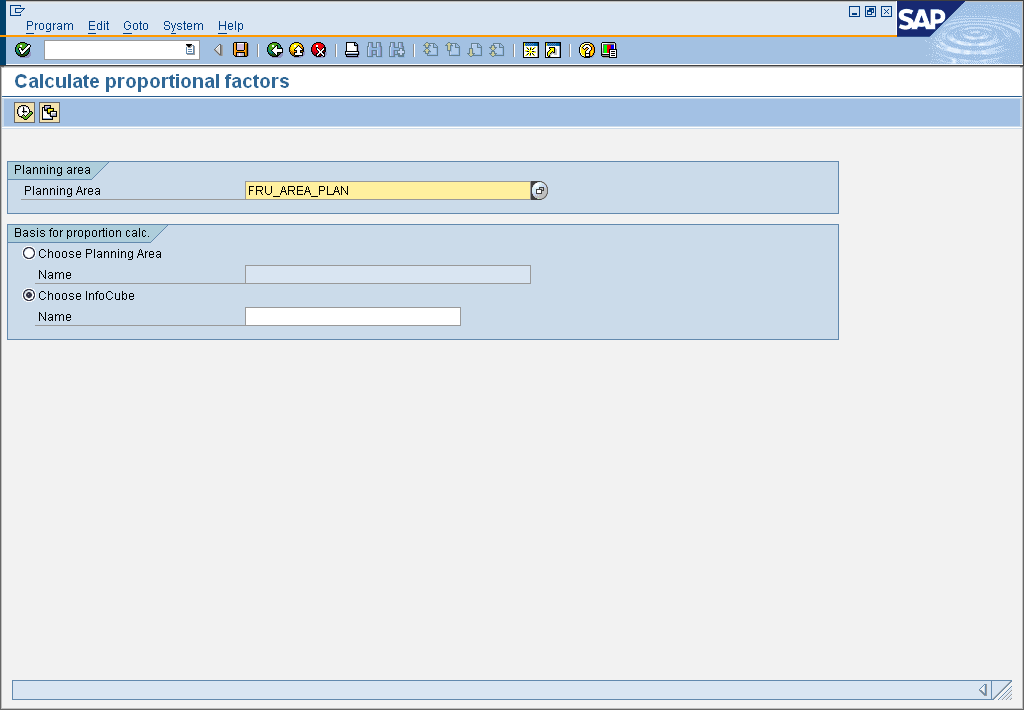 Program Edit Goto System Help
SAP
Calculate proportional factors
Planning area
Planning Area FRU_AREA_PLAN
Basis for proportion calc.
Choose Planning Area
Name
Choose InfoCube
Name